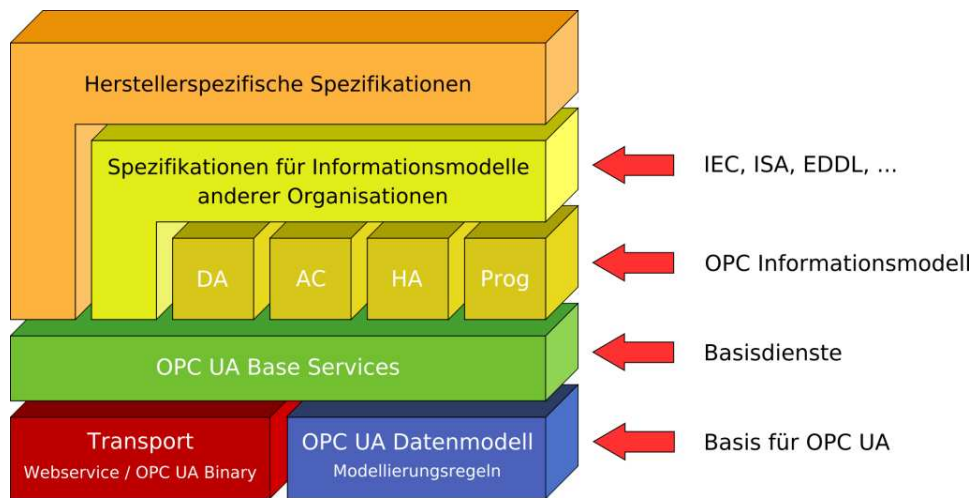 Herstellerspezifische Spezifikationen
Spezifikationen für Informationsmodelle
anderer Organisationen
IEC, ISA, EDDL, ...
DA
AC
HA
Prog
OPC Informationsmodell
OPC UA Base Services
Basisdienste
Transport
Webservice / OPC UA Binary
OPC UA Datenmodell
Modellierungsregeln
Basis für OPC UA